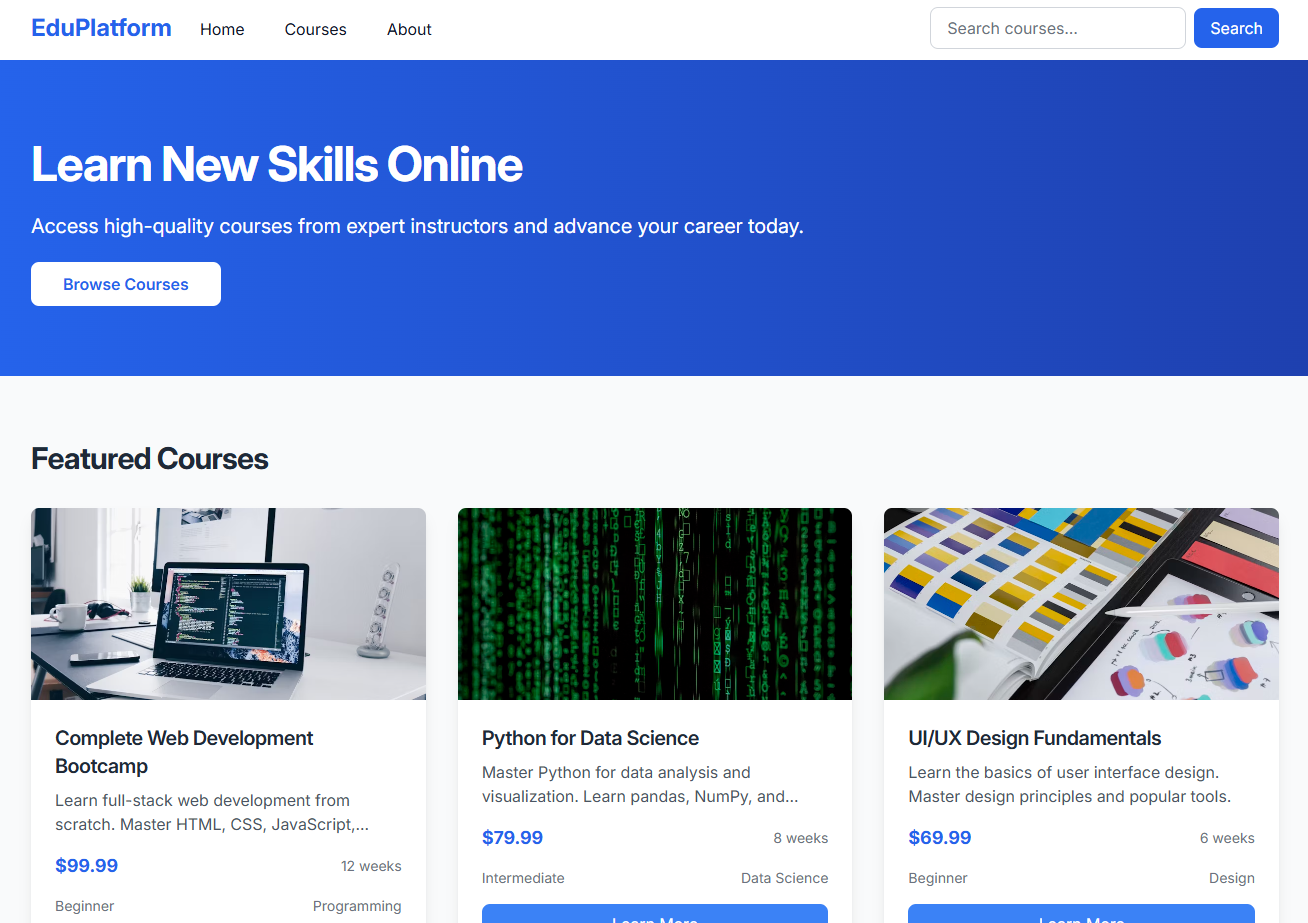 EduPlatform
Home
Courses
About
Search courses...
Search
Learn New Skills Online
Access high-quality courses from expert instructors and advance your career today.
Browse Courses
Featured Courses
Complete Web Development
Bootcamp
Learn full-stack web development from
scratch. Master HTML, CSS, JavaScript,...
$99.99
12 weeks
Beginner
Programming
Python for Data Science
Master Python for data analysis and
visualization. Learn pandas, NumPy, and...
$79.99
8 weeks
Intermediate
Data Science
Learn More
UI/UX Design Fundamentals
Learn the basics of user interface design.
Master design principles and popular tools.
$69.99
6 weeks
Beginner
Design
Learn More